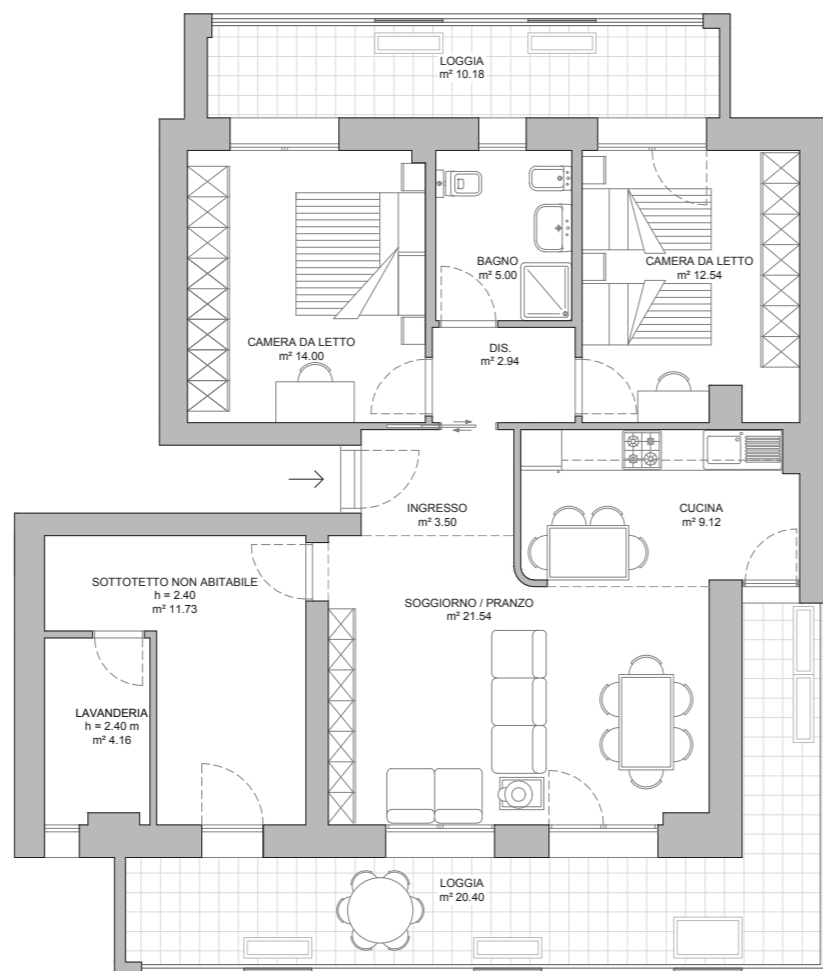 LOGGIA
m² 10.18
BAGNO
m² 5.00
CAMERA DA LETTO
m² 12.54
CAMERA DA LETTO
m² 14.00
DIS.
m² 2.94
INGRESSO
m² 3.50
CUCINA
m² 9.12
SOTTOTETTO NON ABITABILE
h = 2.40
m² 11.73
SOGGIORNO / PRANZO
m² 21.54
LAVANDERIA
h = 2.40 m
m² 4.16
LOGGIA
m² 20.40